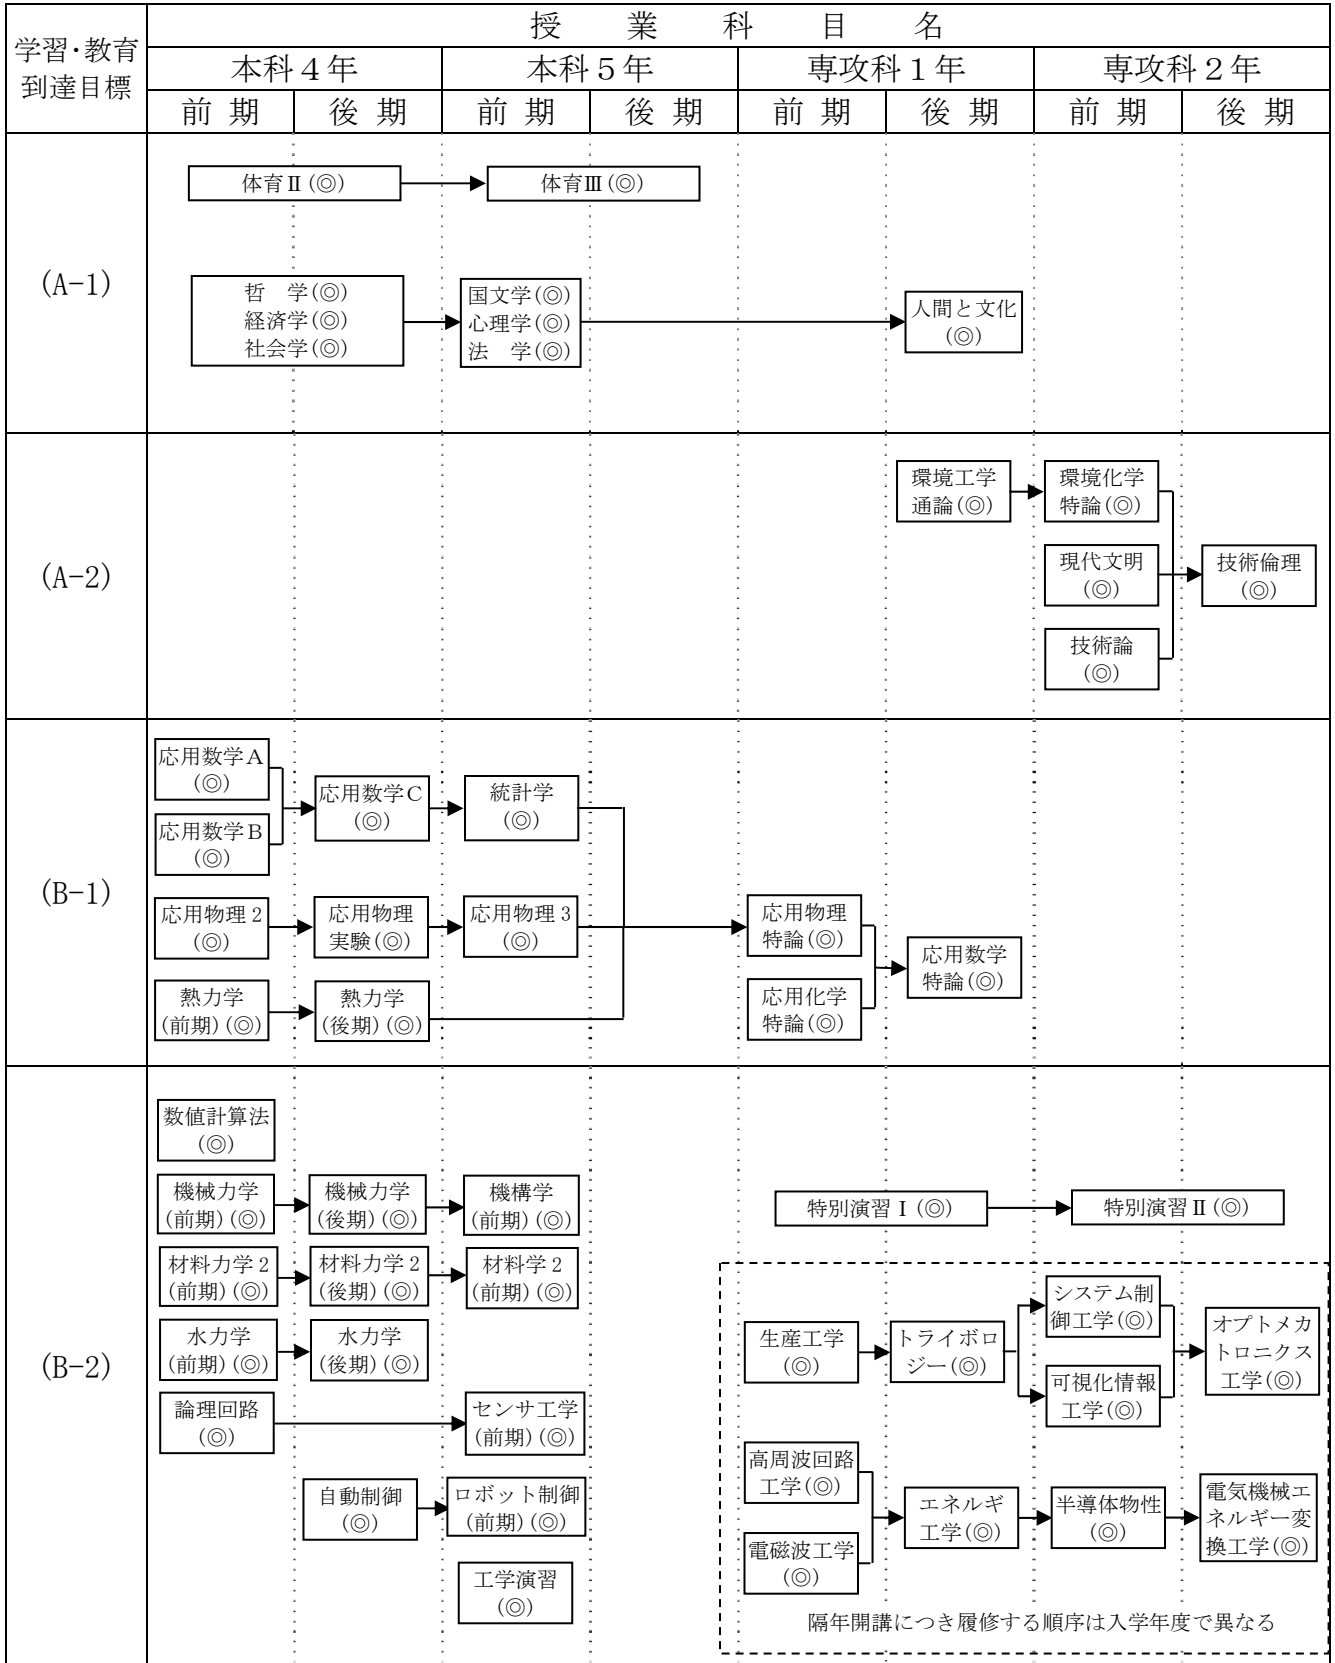 授 業 科 目 名
学習・教育
到達目標
本科４年 本科５年 専攻科１年 専攻科２年
前 期 後 期 前 期 後 期 前 期 後 期 前 期 後 期
(A-1)
体育Ⅱ(◎)
体育Ⅲ(◎)
哲 学(◎)
経済学(◎)
社会学(◎)
国文学(◎)
心理学(◎)
法 学(◎)
人間と文化
(◎)
(A-2)
環境工学
通論(◎)
環境化学
特論(◎)
現代文明
(◎)
技術論
(◎)
技術倫理
(◎)
(B-1)
応用数学Ａ
(◎)
応用数学Ｂ
(◎)
応用数学Ｃ
(◎)
統計学
(◎)
応用物理２
(◎)
応用物理
実験(◎)
応用物理３
(◎)
応用物理
特論(◎)
熱力学
(前期)(◎)
熱力学
(後期)(◎)
応用化学
特論(◎)
応用数学
特論(◎)
(B-2)
数値計算法
(◎)
機械力学
(前期)(◎)
機械力学
(後期)(◎)
機構学
(前期)(◎)
特別演習Ⅰ(◎)
特別演習Ⅱ(◎)
材料力学２
(前期)(◎)
材料力学２
(後期)(◎)
材料学２
(前期)(◎)
水力学
(前期)(◎)
水力学
(後期)(◎)
論理回路
(◎)
センサ工学
(前期)(◎)
自動制御
(◎)
ロボット制御
(前期)(◎)
工学演習
(◎)
生産工学
(◎)
トライボロ
ジー(◎)
システム制
御工学(◎)
可視化情報
工学(◎)
オプトメカ
トロニクス
工学(◎)
高周波回路
工学(◎)
電磁波工学
(◎)
エネルギ
工学(◎)
半導体物性
(◎)
電気機械エ
ネルギー変
換工学(◎)
隔年開講につき履修する順序は入学年度で異なる